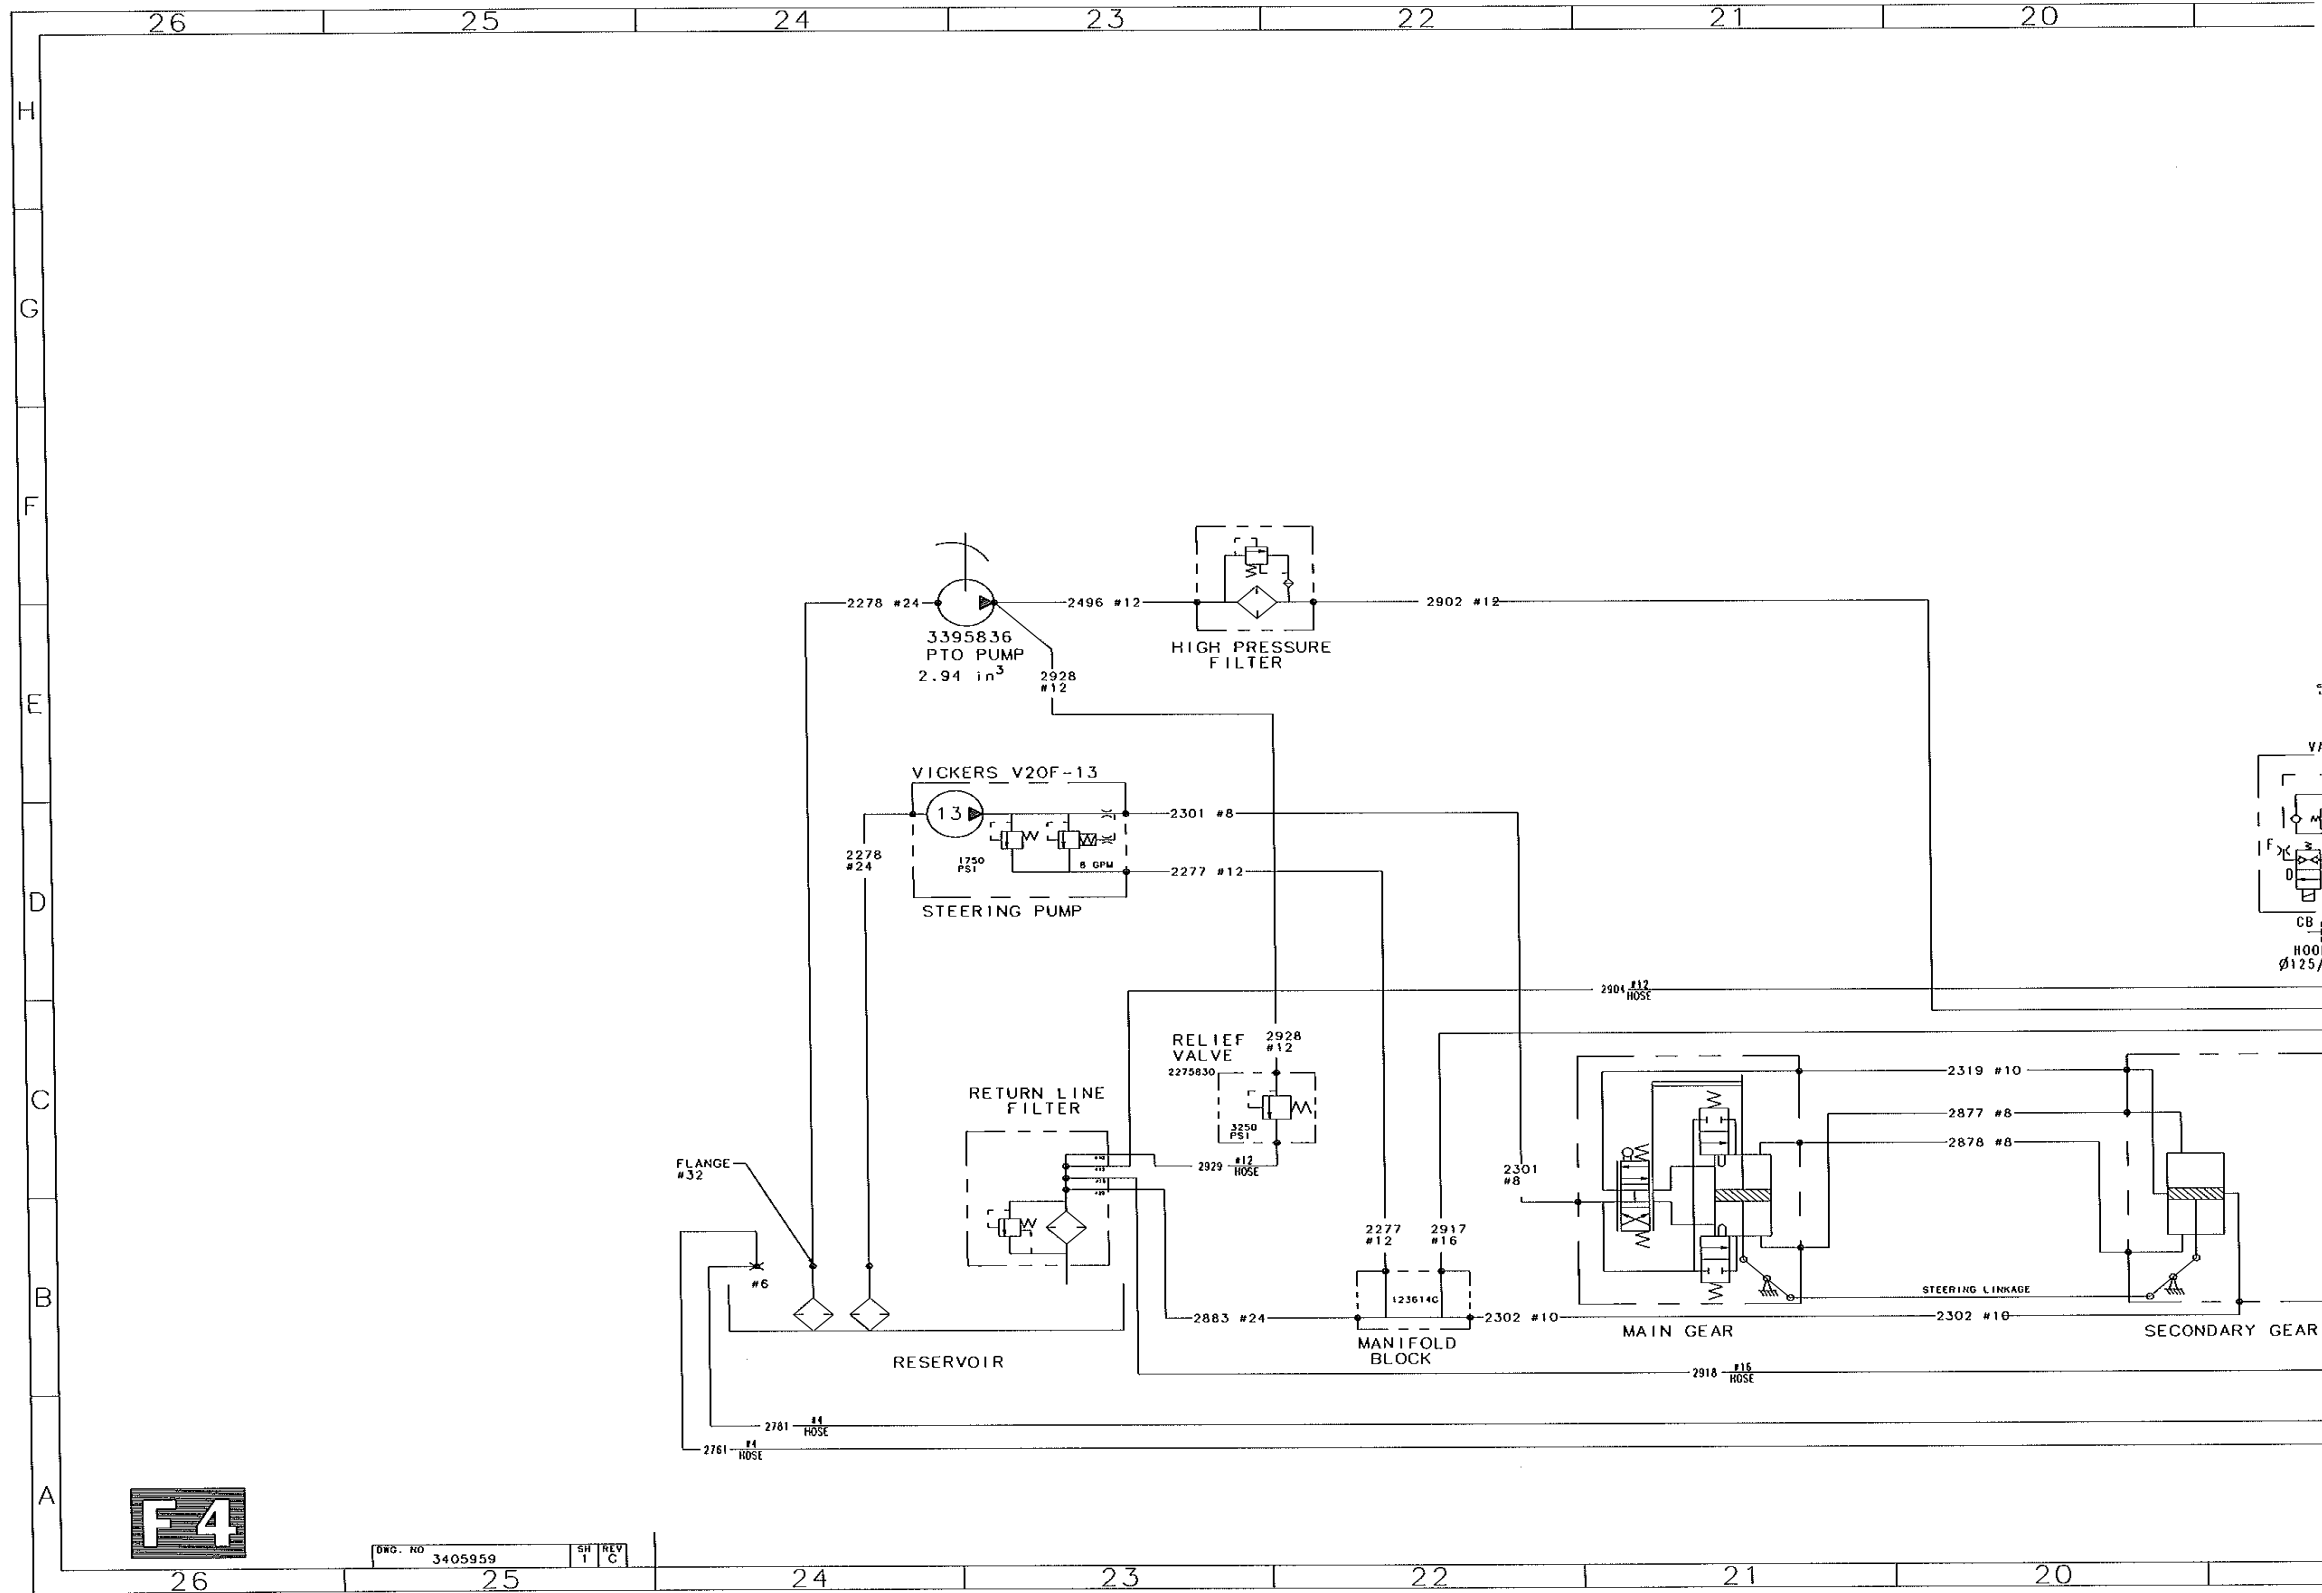 26 25 24 23 22 21 20
H
G
F
2278 #24
2496 #12
2902 #12
3395836
PTO PUMP
2.94 in3
HIGH PRESSURE
FILTER
2928
#12
E
VICKERS V20F-13
13
2301 #8
2278
#24
1750
PSI
6 GPM
2277 #12
STEERING PUMP
F
D
CB
D
2904 #12
HOSE
RELIEF
VALVE
2275830
2928
#12
3250
PSI
RETURN LINE
FILTER
2319 #10
2877 #8
2878 #8
C
FLANGE
#32
2929 #12
HOSE
2301
#8
2277
#12
2917
#16
#6
B
STEERING LINKAGE
2883 #24
2302 #10
2302 #10
MANIFOLD
BLOCK
MAIN GEAR
SECONDARY GEAR
RESERVOIR
2918 #16
HOSE
2781 #4
HOSE
2761 #4
HOSE
A
F4
DWG. NO
3405959
SH
1
REV
C
26 25 24 23 22 21 20